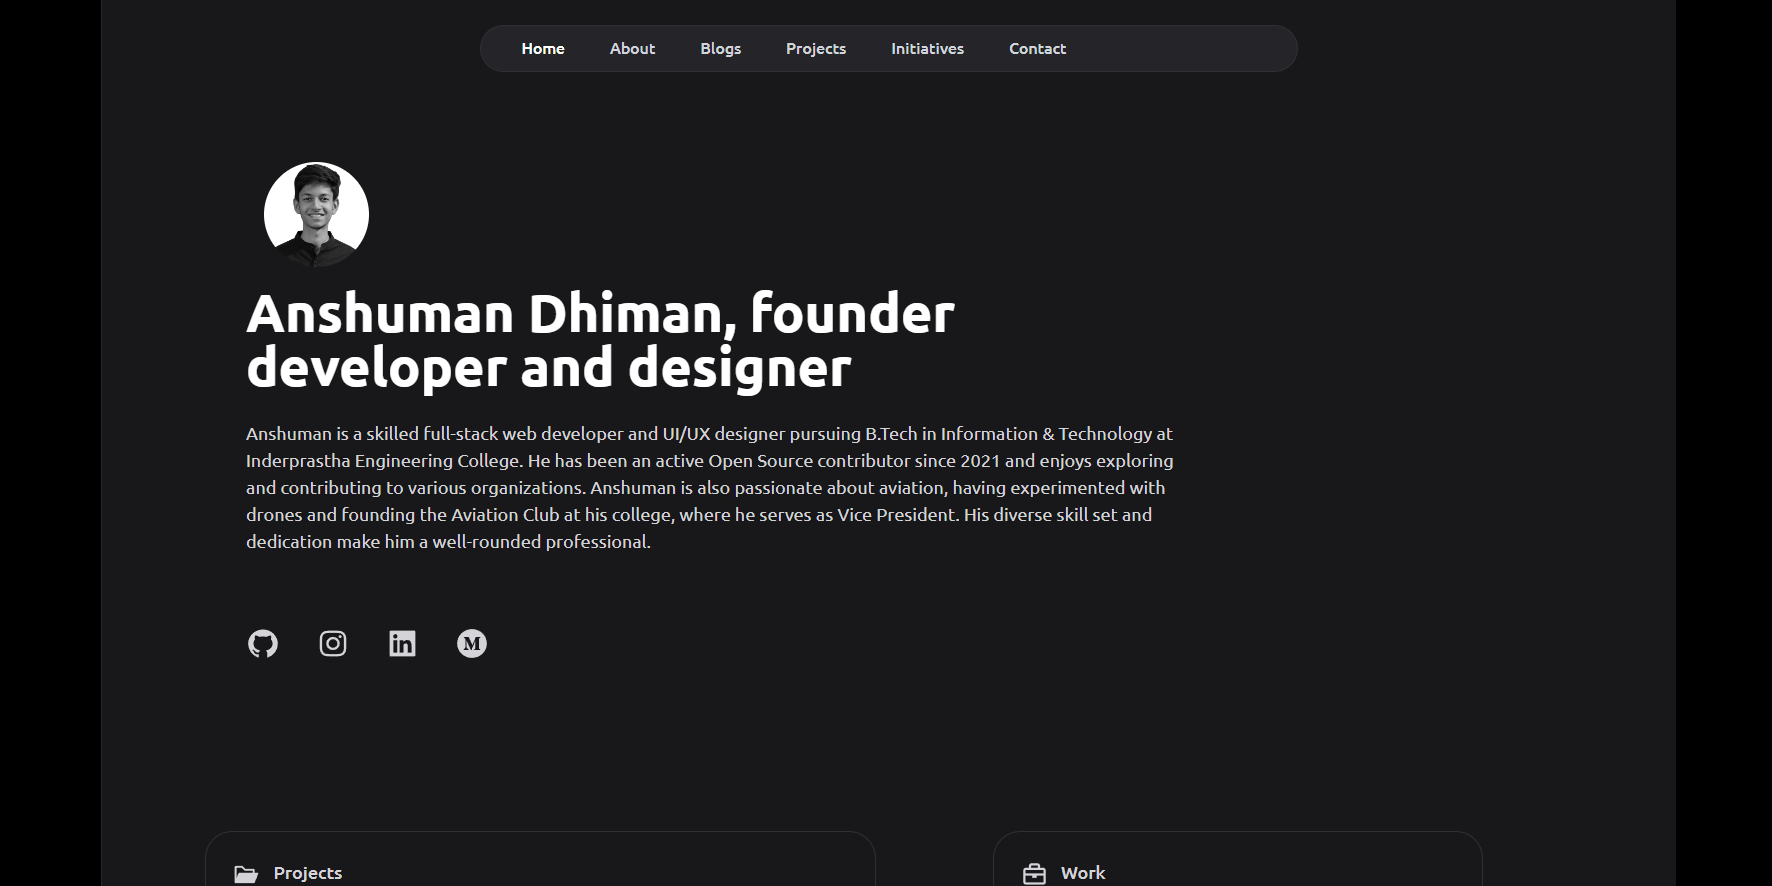 Home About Blogs Projects Initiatives Contact
Anshuman Dhiman, founder
developer and designer
Anshuman is a skilled full-stack web developer and UI/UX designer pursuing B.Tech in Information & Technology at
Inderprastha Engineering College. He has been an active Open Source contributor since 2021 and enjoys exploring
and contributing to various organizations. Anshuman is also passionate about aviation, having experimented with
drones and founding the Aviation Club at his college, where he serves as Vice President. His diverse skill set and
dedication make him a well-rounded professional.
in M
Projects
Work